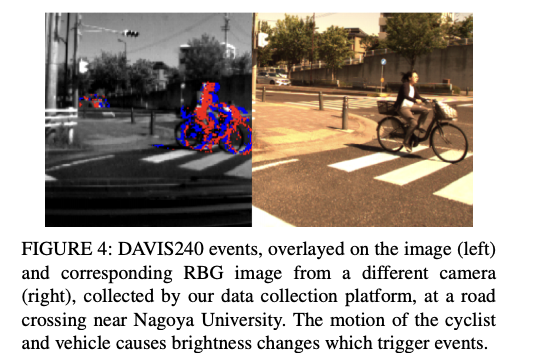 FIGURE 4: DAVIS240 events, overlayed on the image (left)
and corresponding RBG image from a different camera
(right), collected by our data collection platform, at a road
crossing near Nagoya University. The motion of the cyclist
and vehicle causes brightness changes which trigger events.